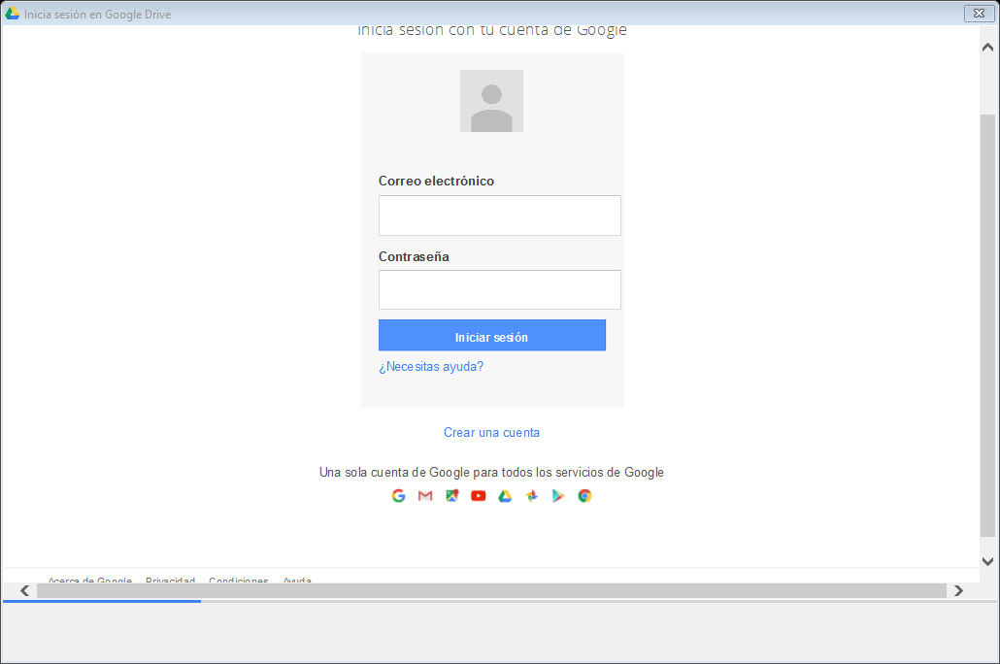 Inicia sesión en Google Drive
Inicia sesión con tu cuenta de Google
Correo electrónico
Contraseña
Iniciar sesión
¿Necesitas ayuda?
Crear una cuenta
Una sola cuenta de Google para todos los servicios de Google
Acerca de Google Privacidad Condiciones Ayuda